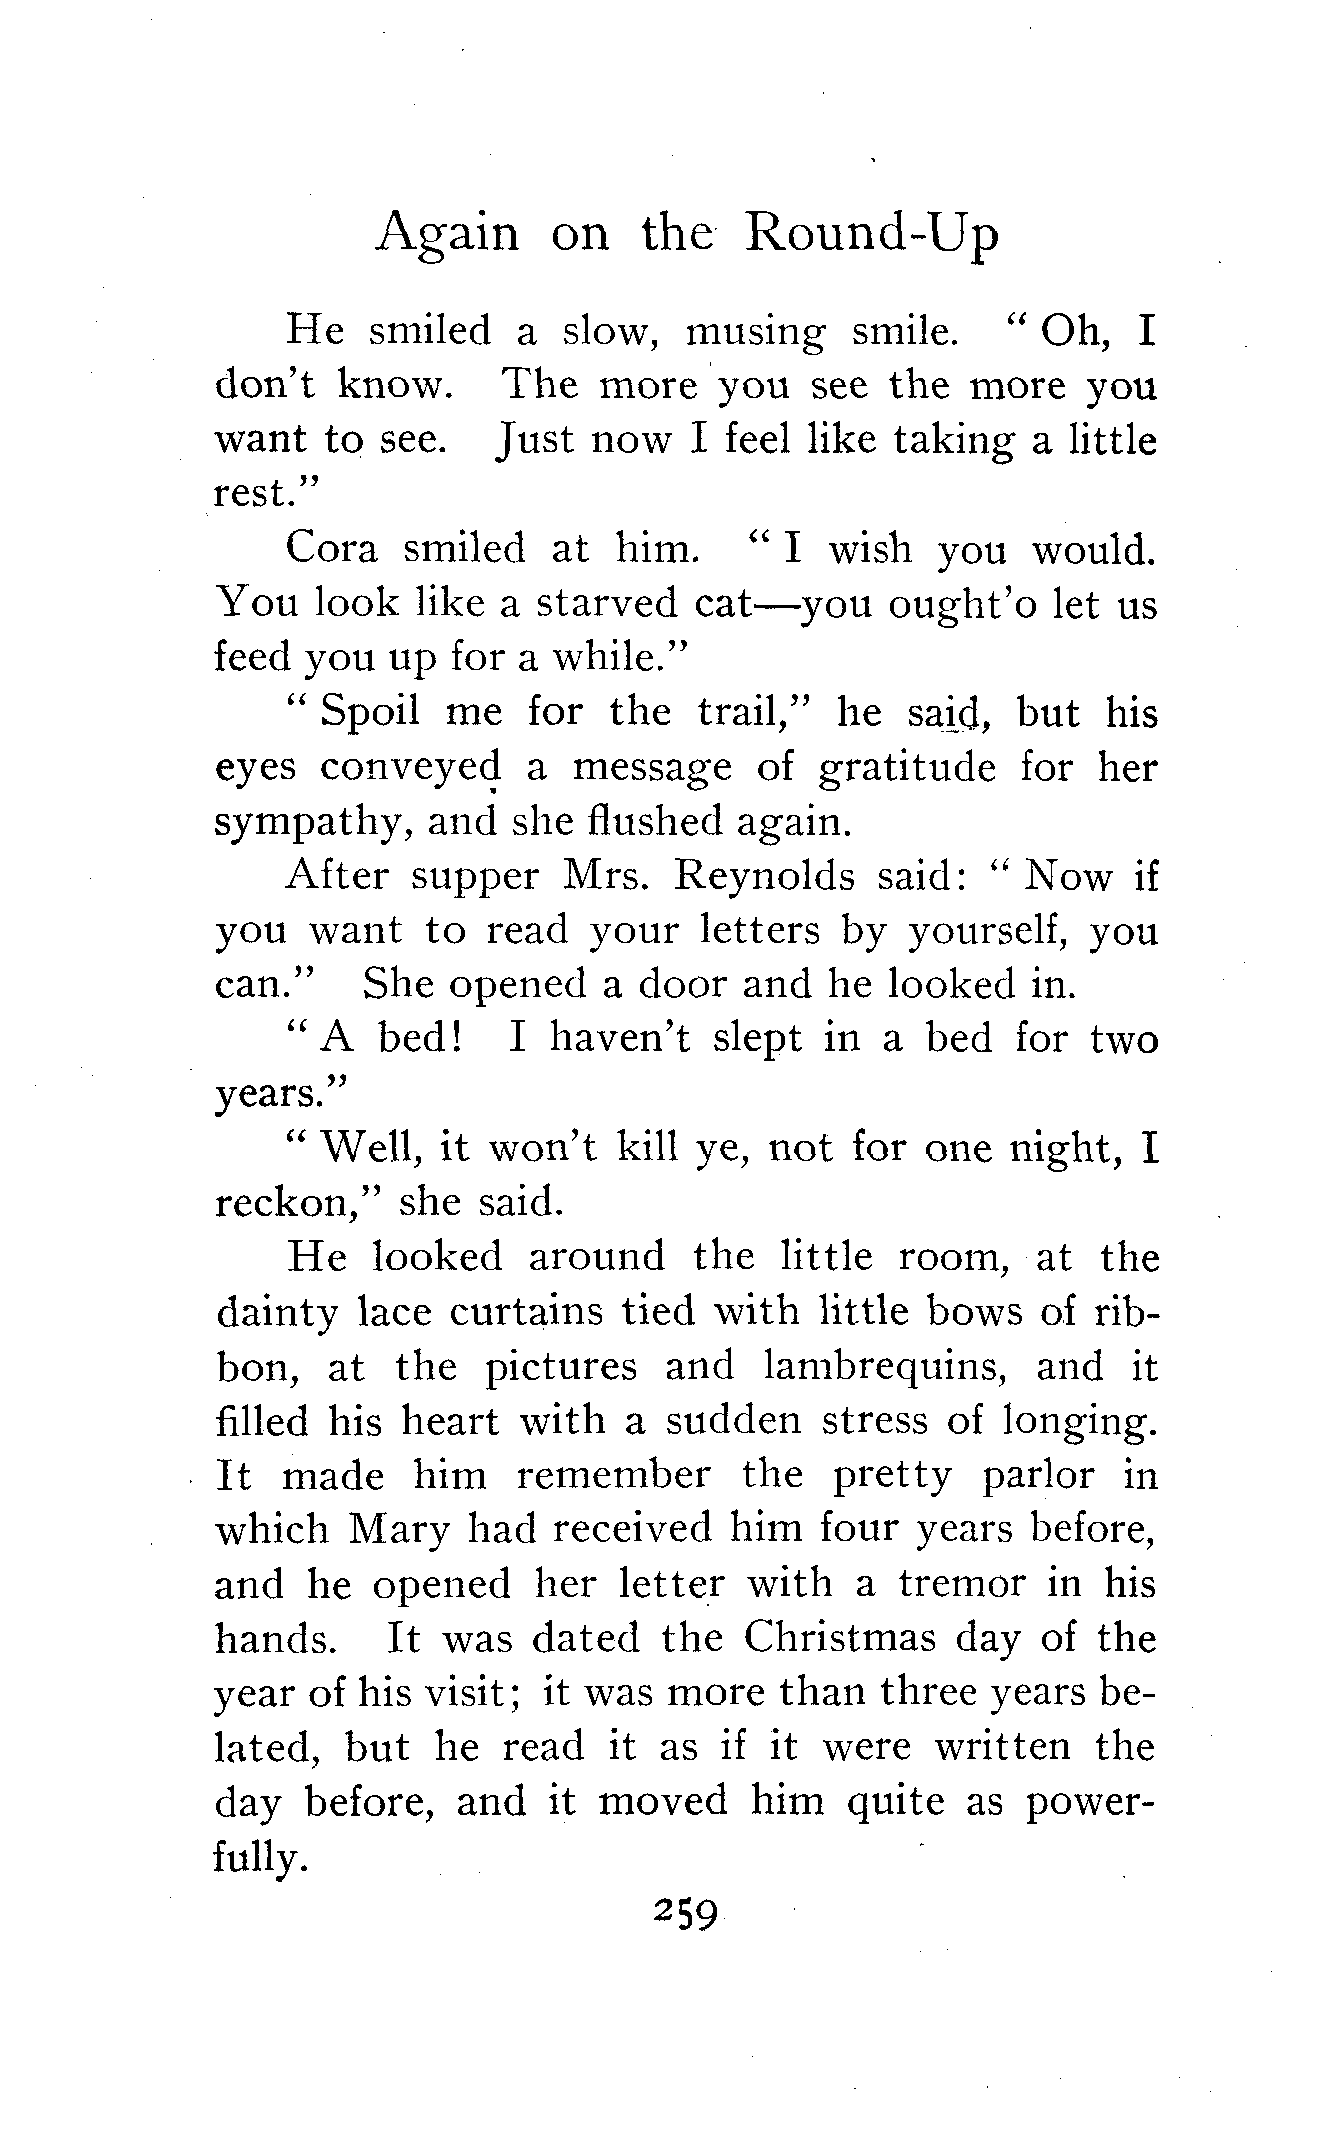 Again on the Round-Up
He smiled a slow, musing smile. " Oh, I
don't know. The more you see the more you
want to see. Just now I feel like taking a little
rest."
Cora smiled at him. " I wish you would.
You look like a starved cat—you ought'o let us
feed you up for a while."
" Spoil me for the trail," he said, but his
eyes conveyed a message of gratitude for her
sympathy, and she flushed again.
After supper Mrs. Reynolds said: " Now if
you want to read your letters by yourself, you
can." She opened a door and he looked in.
" A bed! I haven't slept in a bed for two
years."
" Well, it won't kill ye, not for one night, I
reckon," she said.
He looked around the little room, at the
dainty lace curtains tied with little bows of rib-
bon, at the pictures and lambrequins, and it
filled his heart with a sudden stress of longing.
It made him remember the pretty parlor in
which Mary had received him four years before,
and he opened her letter with a tremor in his
hands. It was dated the Christmas day of the
year of his visit; it was more than three years be-
lated, but he read it as if it were written the
day before, and it moved him quite as power-
fully.
259